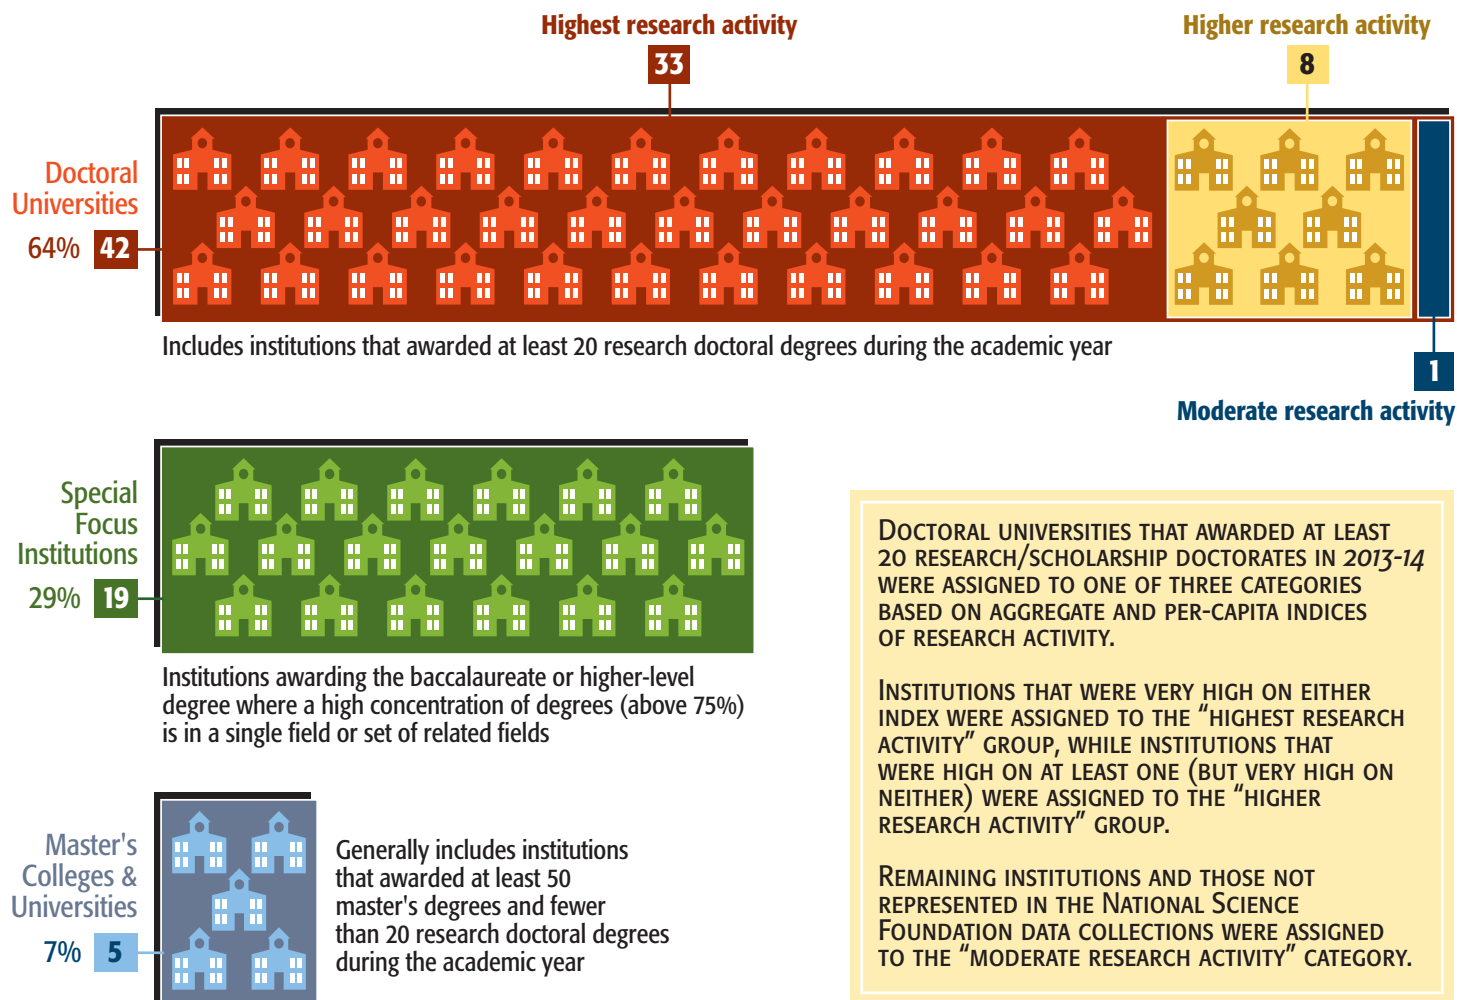 Highest research activity
33
Higher research activity
8
Doctoral
Universities
64% 42
Includes institutions that awarded at least 20 research doctoral degrees during the academic year
1
Moderate research activity
Special
Focus
Institutions
29% 19
Institutions awarding the baccalaureate or higher-level
degree where a high concentration of degrees (above 75%)
is in a single field or set of related fields
Master's
Colleges &
Universities
7% 5
Generally includes institutions
that awarded at least 50
master's degrees and fewer
than 20 research doctoral degrees
during the academic year
DOCTORAL UNIVERSITIES THAT AWARDED AT LEAST
20 RESEARCH/SCHOLARSHIP DOCTORATES IN 2013-14
WERE ASSIGNED TO ONE OF THREE CATEGORIES
BASED ON AGGREGATE AND PER-CAPITA INDICES
OF RESEARCH ACTIVITY.
INSTITUTIONS THAT WERE VERY HIGH ON EITHER
INDEX WERE ASSIGNED TO THE "HIGHEST RESEARCH
ACTIVITY" GROUP, WHILE INSTITUTIONS THAT
WERE HIGH ON AT LEAST ONE (BUT VERY HIGH ON
NEITHER) WERE ASSIGNED TO THE "HIGHER
RESEARCH ACTIVITY" GROUP.
REMAINING INSTITUTIONS AND THOSE NOT
REPRESENTED IN THE NATIONAL SCIENCE
FOUNDATION DATA COLLECTIONS WERE ASSIGNED
TO THE "MODERATE RESEARCH ACTIVITY" CATEGORY.